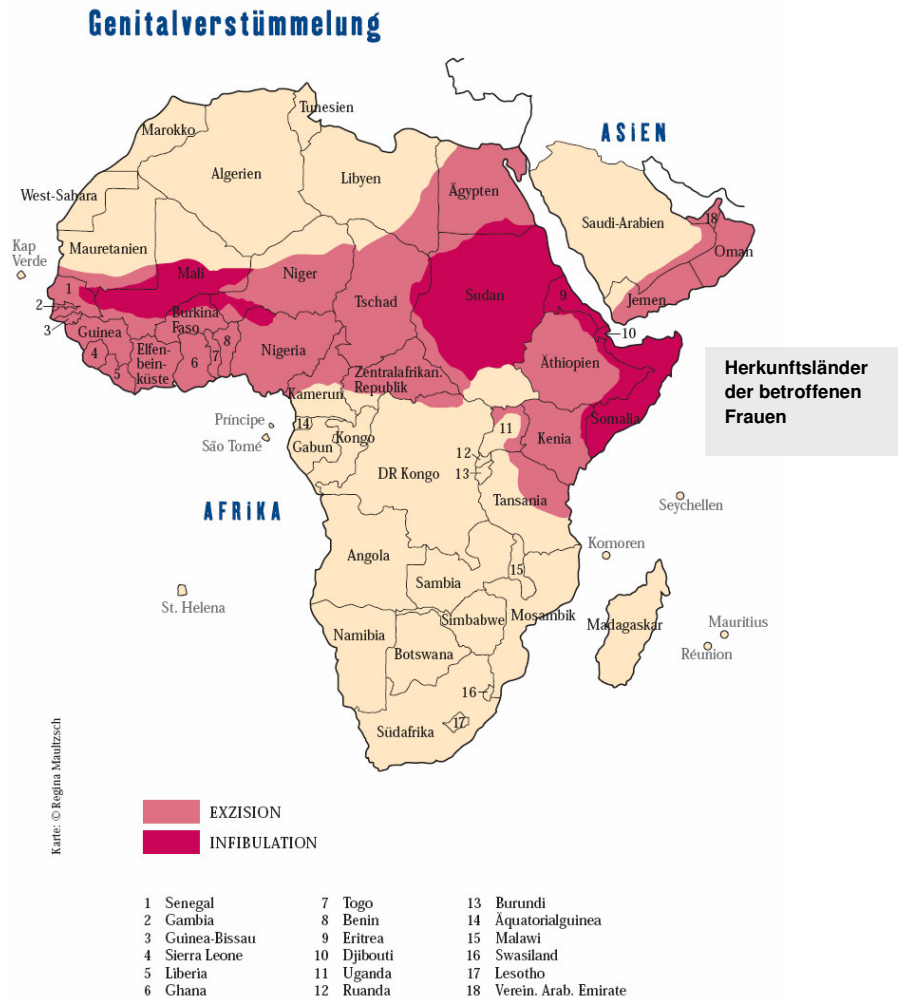 Genitalverstümmelung
ASiEN
Tunesien
Marokko
Algerien
Libyen
Ägypten
West-Sahara
Saudi-Arabien
Mauretanien
18
Oman
Kap
Verde
Mali
Niger
Tschad
Sudan
9
Jemen
1
2
3
Burkina
Faso
10
Guinea
Nigeria
Äthiopien
4
5
Elfen-
bein-
küste
6
7
8
Zentralafrikan.
Republik
Kamerun
Somalia
Herkunftsländer
der betroffenen
Frauen
Príncipe
14
11
Kenia
São Tomé
Gabun
Kongo
12
13
DR Kongo
AFRiKA
Tansania
Seychellen
Komoren
Angola
15
Sambia
St. Helena
Mosambik
Simbabwe
Madagaskar
Mauritius
Namibia
Botswana
Réunion
16
17
Südafrika
Karte: © Regina Maultzsch
EXZISION
INFIBULATION
1 Senegal
2 Gambia
3 Guinea-Bissau
4 Sierra Leone
5 Liberia
6 Ghana
7 Togo
8 Benin
9 Eritrea
10 Djibouti
11 Uganda
12 Ruanda
13 Burundi
14 Äquatorialguinea
15 Malawi
16 Swasiland
17 Lesotho
18 Verein. Arab. Emirate